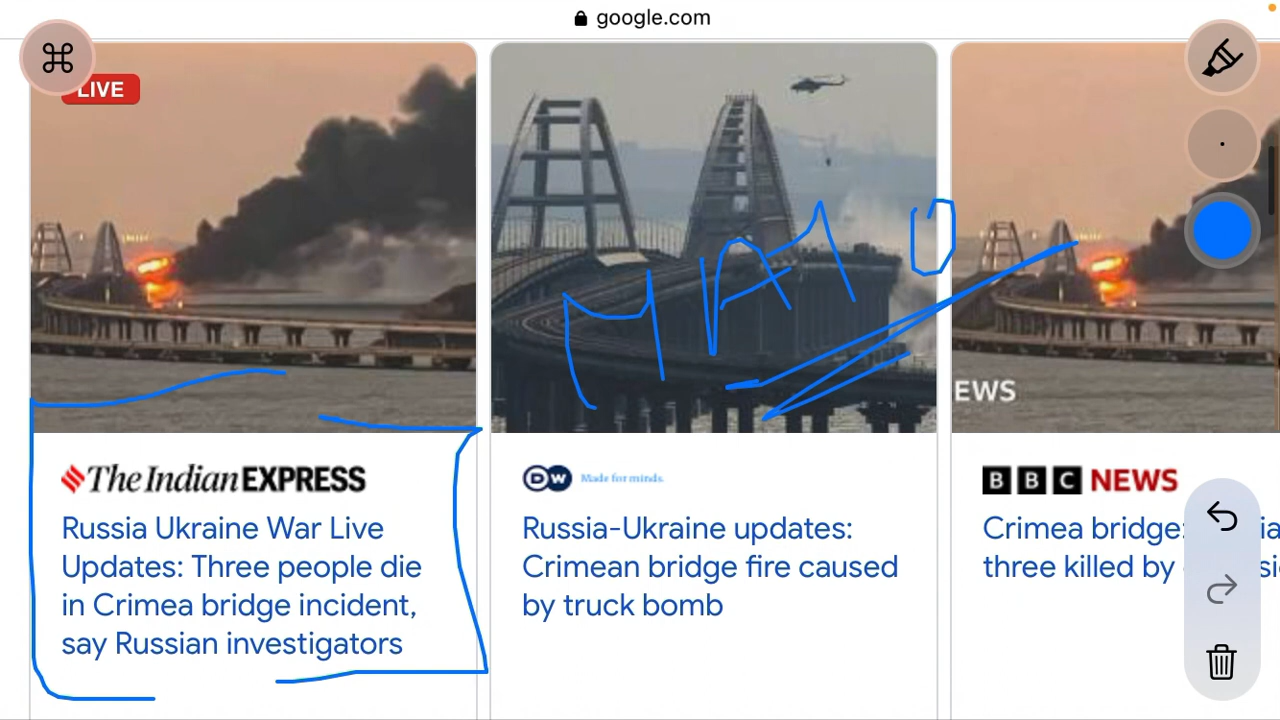 google.com
LIVE
EWS
The Indian EXPRESS
Russia Ukraine War Live
Updates: Three people die
in Crimea bridge incident,
say Russian investigators
DW Made for minds.
Russia-Ukraine updates:
Crimean bridge fire caused
by truck bomb
BBC NEWS
Crimea bridge:
three killed by